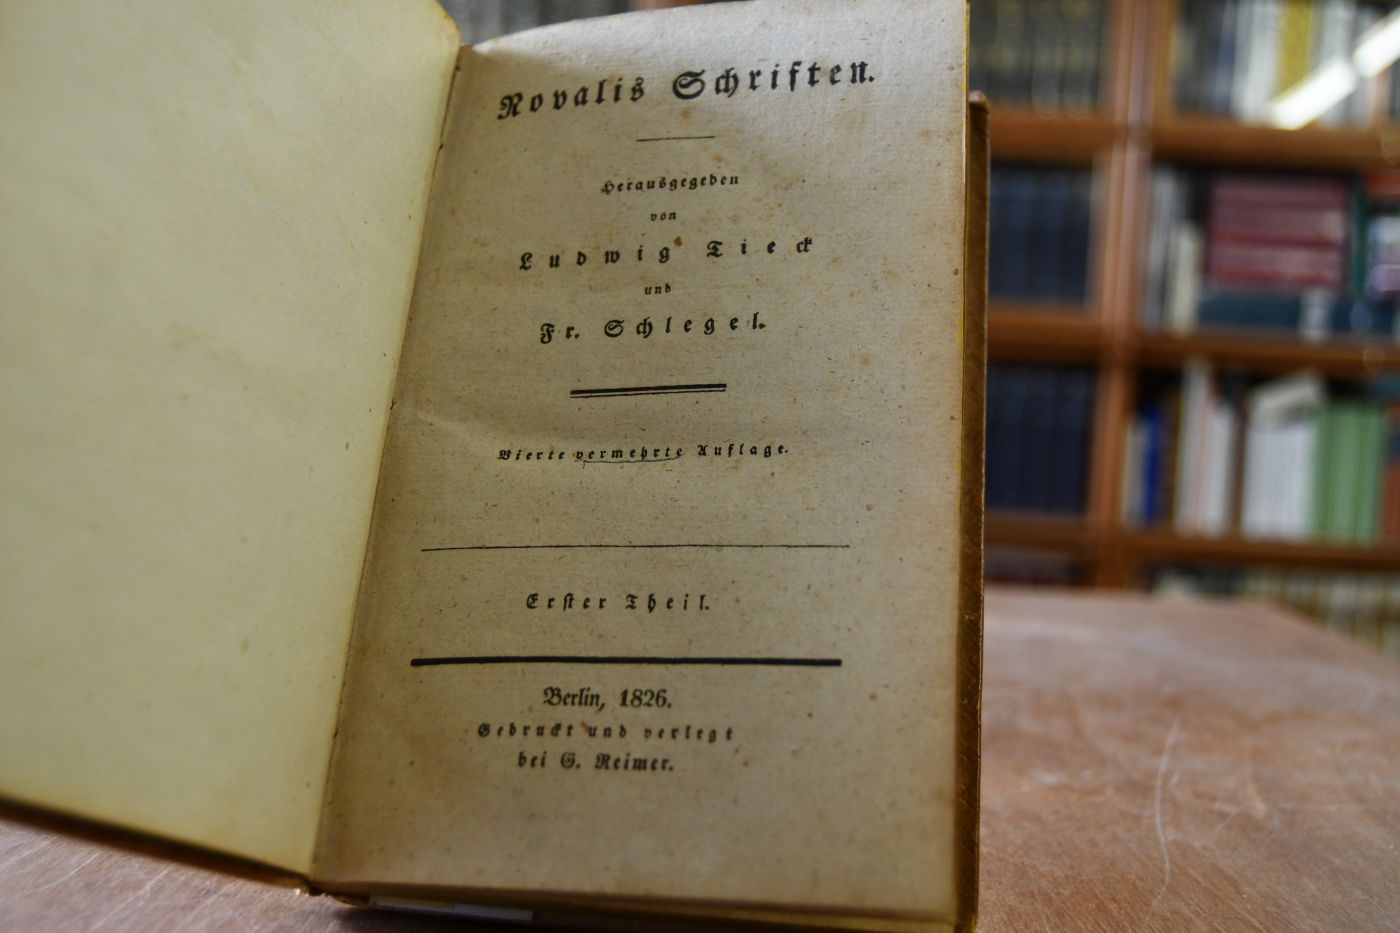 Novalis Schriften.
Herausgegeben
von
Ludwig Tieck
und
Fr. Schlegel.
Vierte vermehrte Auflage.
Erster Theil.
Berlin, 1826.
Gedruckt und verlegt
bei G. Reimer.